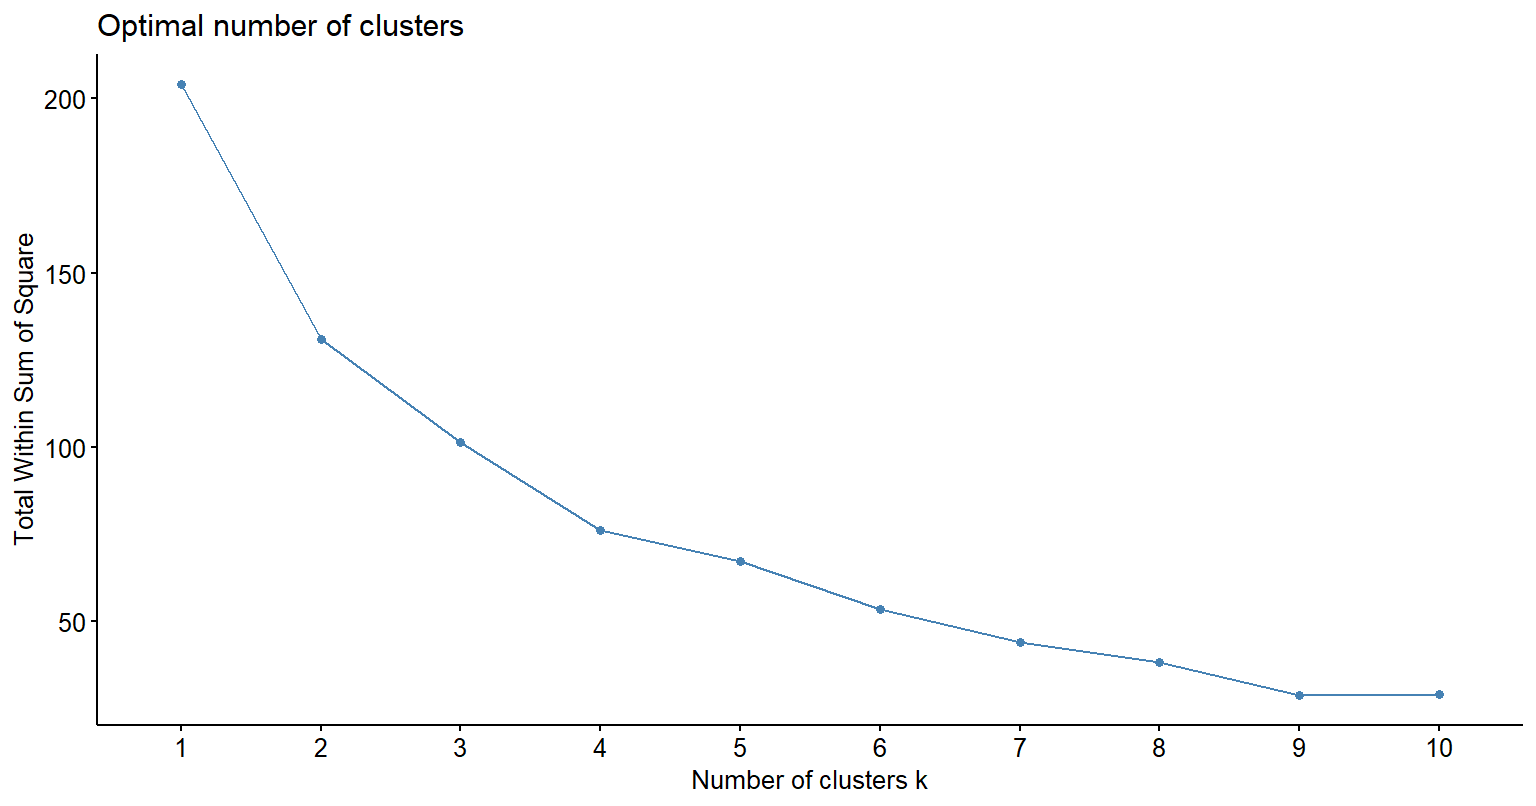 Optimal number of clusters
200
150
100
50
Total Within Sum of Square
1 2 3 4 5 6 7 8 9 10
Number of clusters k